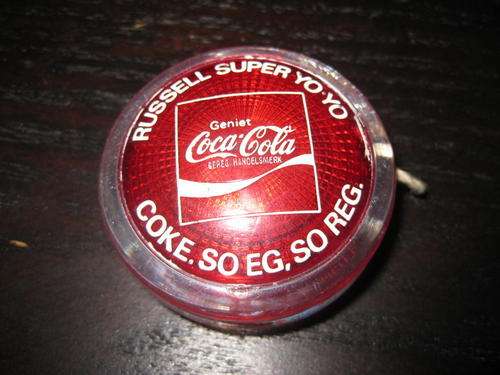 RUSSELL SUPER YO-YO
Geniet
Coca-Cola
GEREG. HANDELSMERK
COKE. SO EG, SO REG.